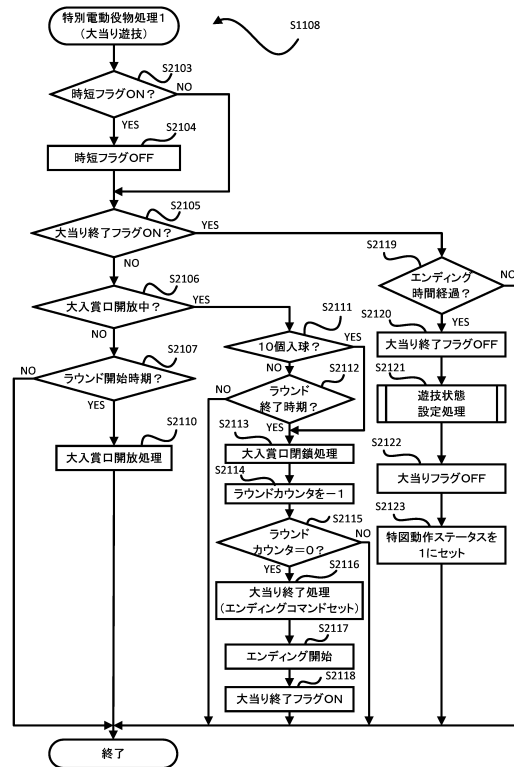 特別電動役物処理1
(大当り遊技)
S1108
S2103
時短フラグON?
NO
YES
S2104
時短フラグOFF
S2105
大当り終了フラグON?
YES
NO
S2106
大入賞口開放中?
YES
NO
S2107
ラウンド開始時期?
NO
YES
S2110
大入賞口開放処理
S2111
10個入球?
YES
NO
S2112
ラウンド
終了時期?
NO
YES
S2113
大入賞口閉鎖処理
S2114
ラウンドカウンタを-1
S2115
ラウンド
カウンタ=0?
NO
YES
S2116
大当り終了処理
(エンディングコマンドセット)
S2117
エンディング開始
S2118
大当り終了フラグON
S2119
エンディング
時間経過?
NO
YES
S2120
大当り終了フラグOFF
S2121
遊技状態
設定処理
S2122
大当りフラグOFF
S2123
特図動作ステータスを
1にセット
終了